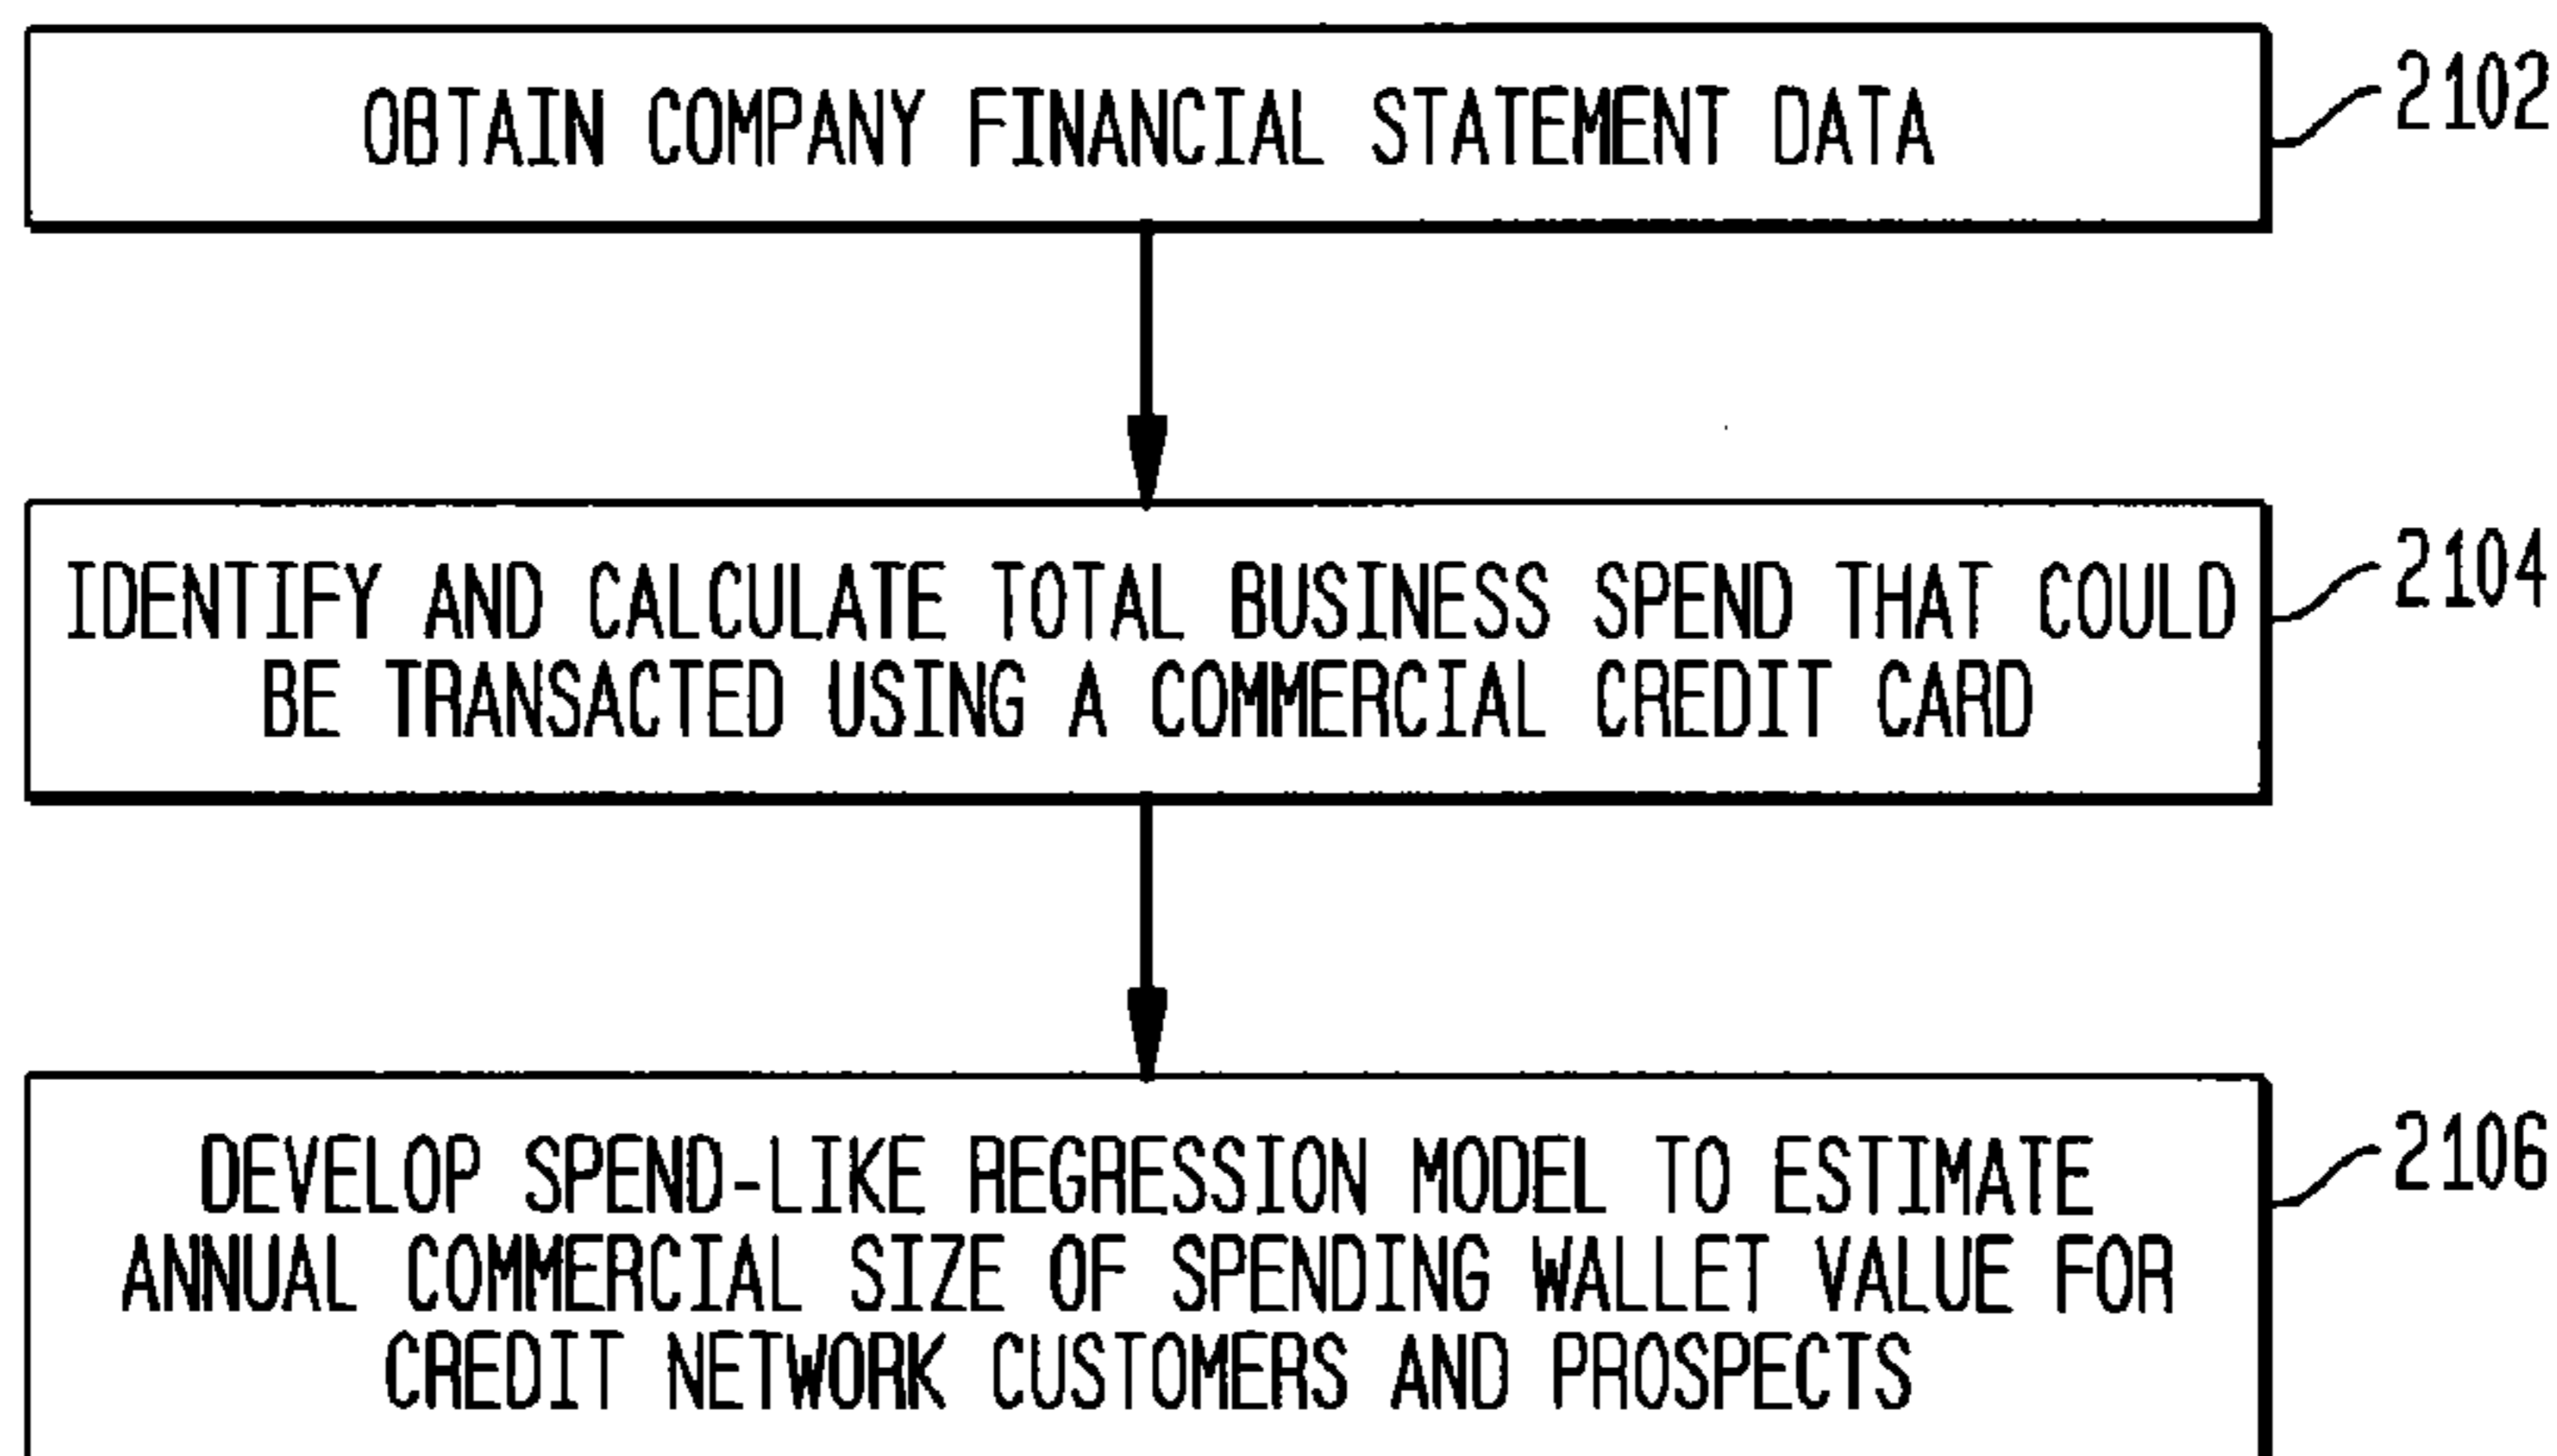 OBTAIN COMPANY FINANCIAL STATEMENT DATA
2102
IDENTIFY AND CALCULATE TOTAL BUSINESS SPEND THAT COULD
BE TRANSACTED USING A COMMERCIAL CREDIT CARD
2104
DEVELOP SPEND-LIKE REGRESSION MODEL TO ESTIMATE
ANNUAL COMMERCIAL SIZE OF SPENDING WALLET VALUE FOR
CREDIT NETWORK CUSTOMERS AND PROSPECTS
2106